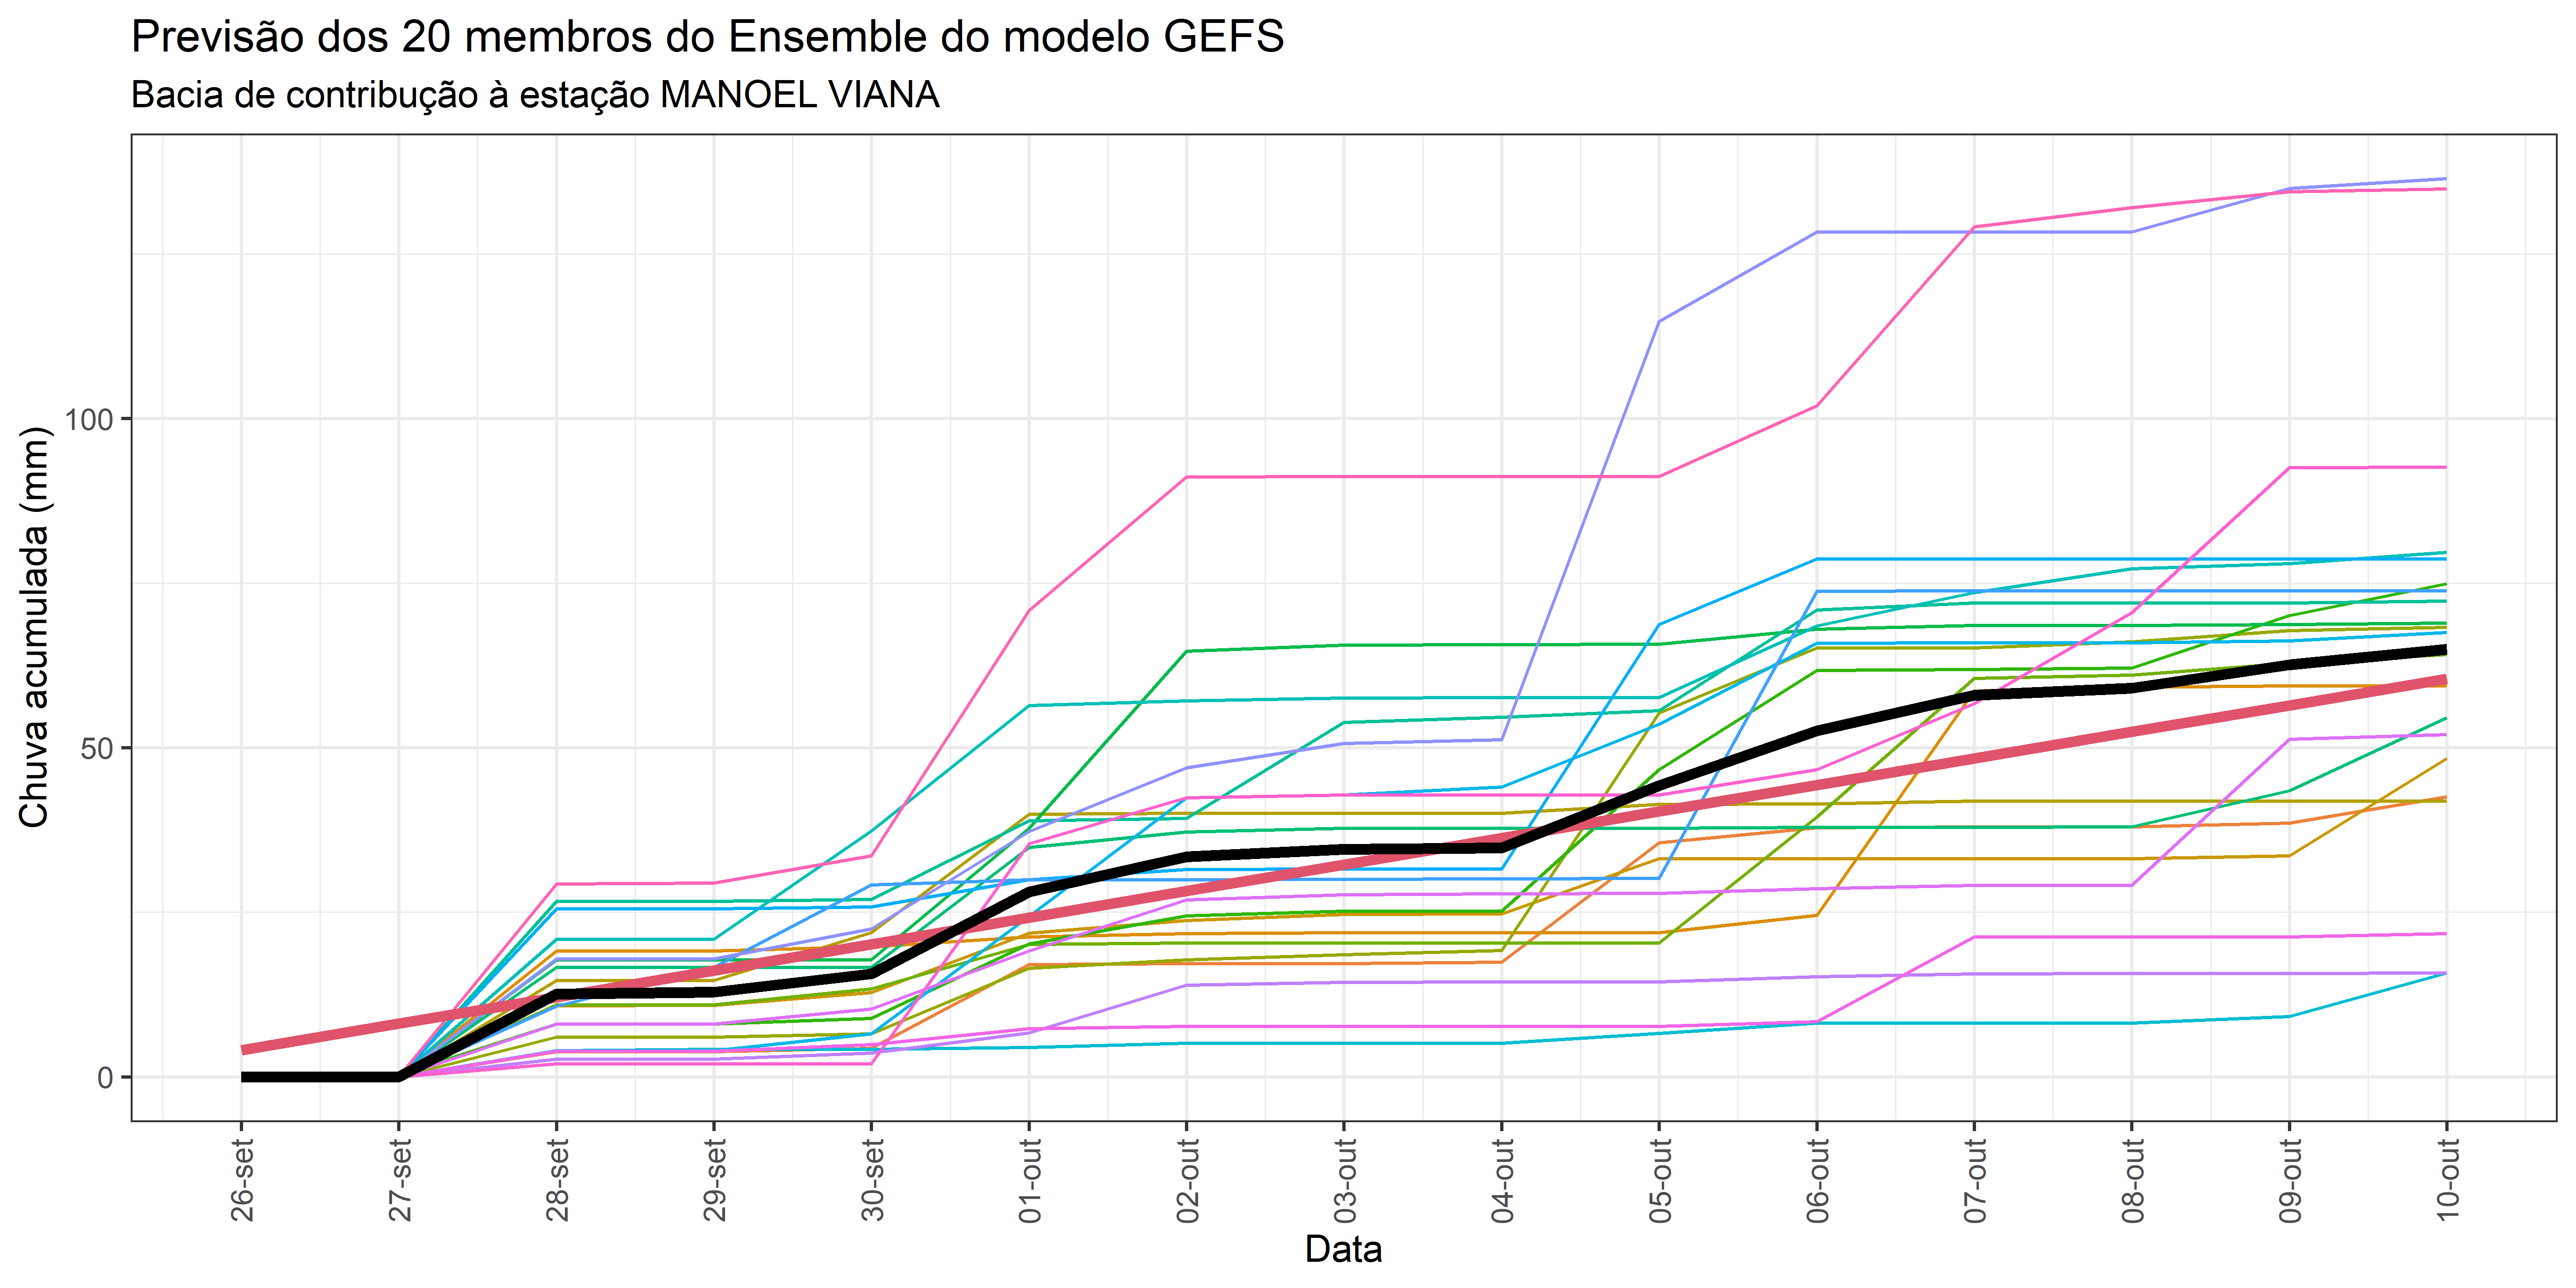 Previsão dos 20 membros do Ensemble do modelo GEFS
Bacia de contribução à estação MANOEL VIANA
Chuva acumulada (mm)
100
50
0
26-set
27-set
28-set
29-set
30-set
01-out
02-out
03-out
04-out
05-out
06-out
07-out
08-out
09-out
10-out
Data